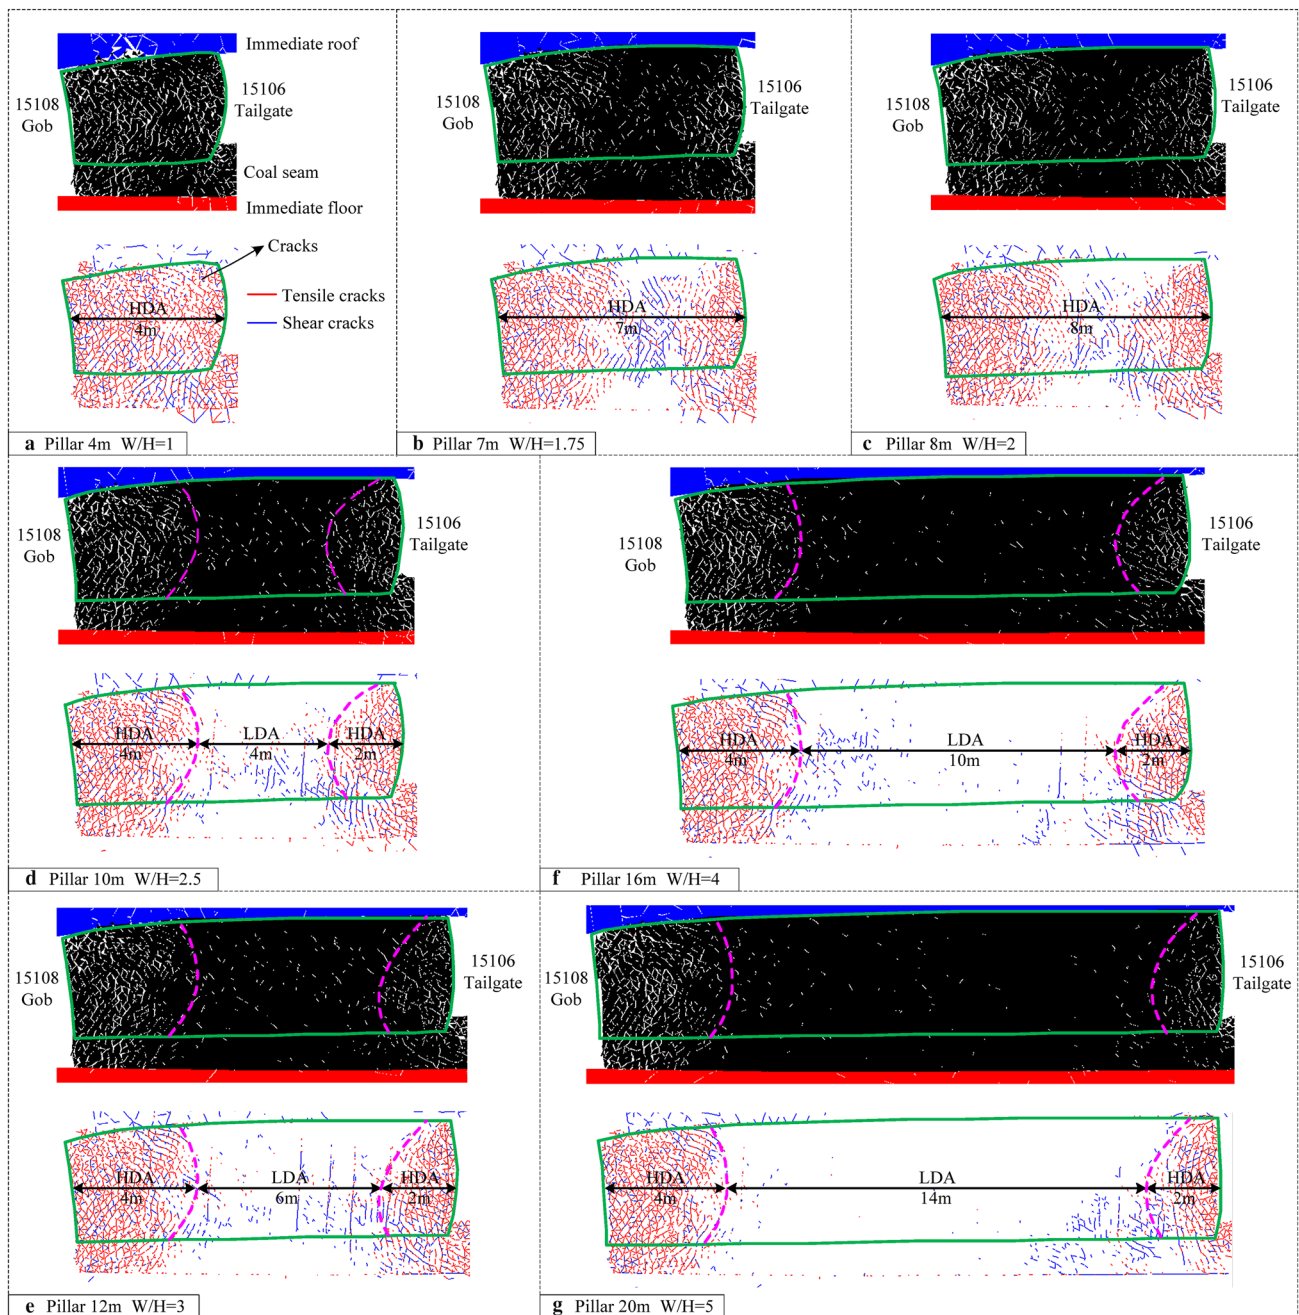 Immediate roof
15108
Gob
15106
Tailgate
Coal seam
Immediate floor
Cracks
Tensile cracks
Shear cracks
HDA
4m
a Pillar 4m W/H=1
15108
Gob
15106
Tailgate
HDA
7m
b Pillar 7m W/H=1.75
15108
Gob
15106
Tailgate
HDA
8m
c Pillar 8m W/H=2
15108
Gob
15106
Tailgate
HDA LDA HDA
4m 4m 2m
d Pillar 10m W/H=2.5
15108
Gob
15106
Tailgate
HDA LDA HDA
4m 10m 2m
f Pillar 16m W/H=4
15108
Gob
15106
Tailgate
HDA LDA HDA
4m 6m 2m
e Pillar 12m W/H=3
15108
Gob
15106
Tailgate
HDA LDA HDA
4m 14m 2m
g Pillar 20m W/H=5